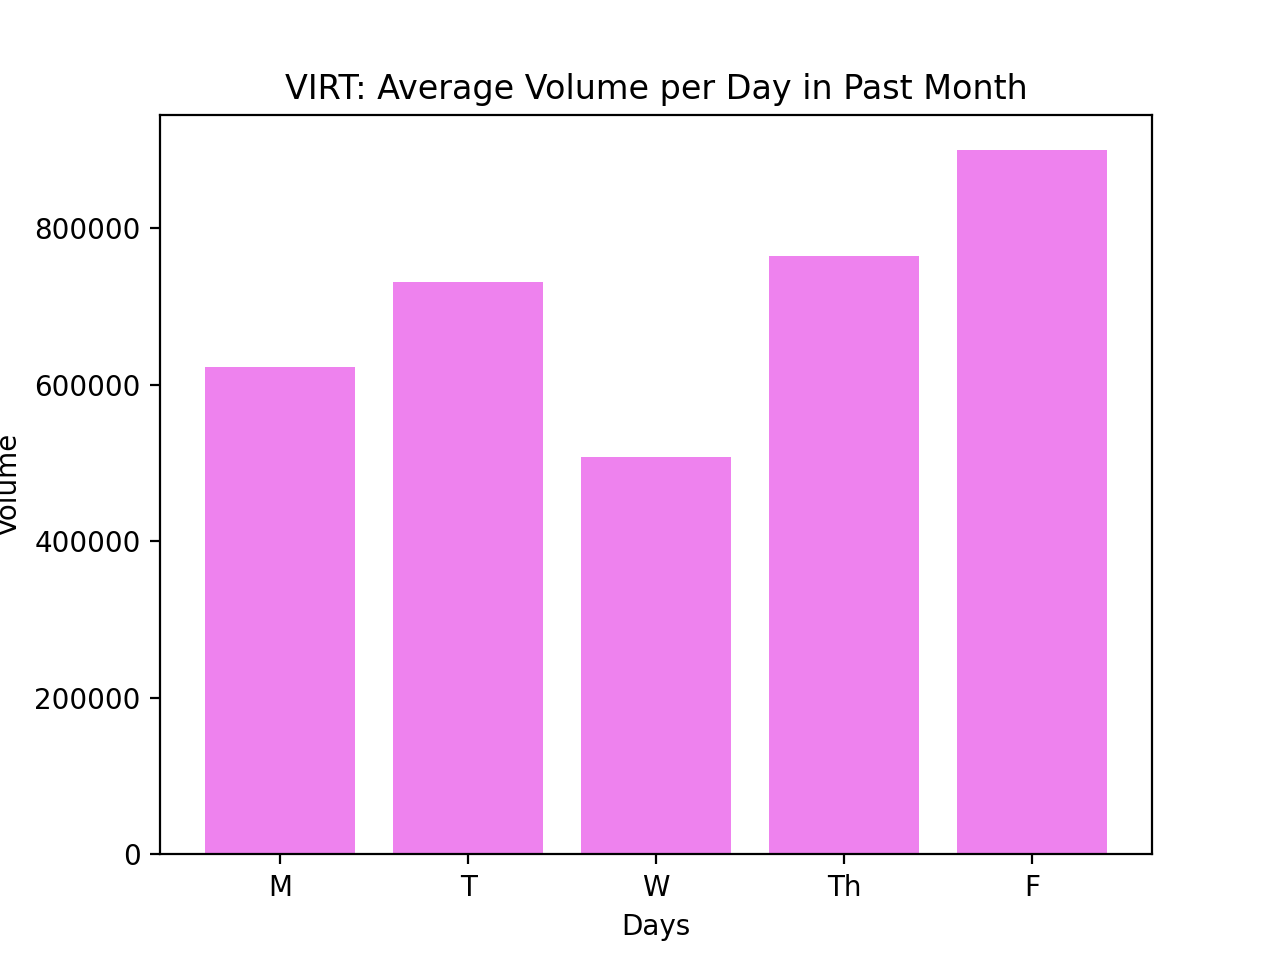 VIRT: Average Volume per Day in Past Month
Volume
800000
600000
400000
200000
0
M T W Th F
Days